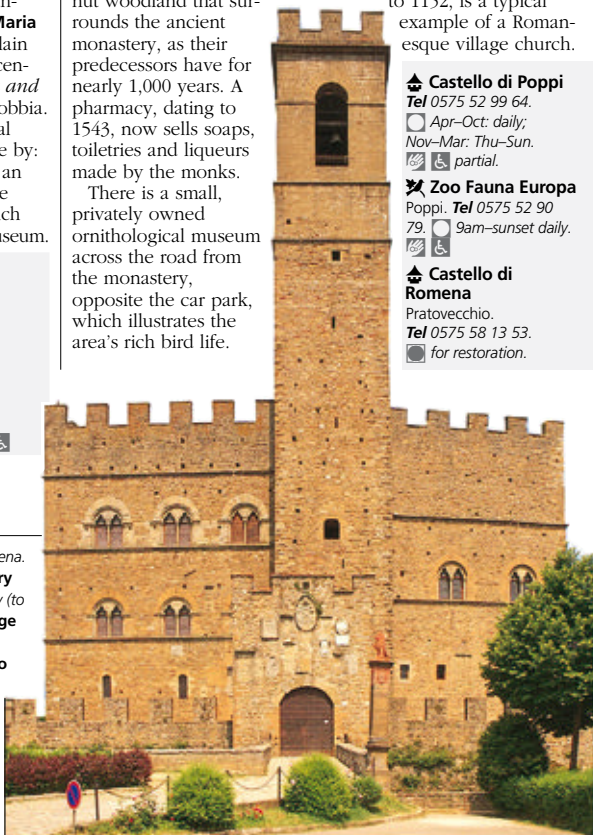 Maria
lain
cen-
and
obbia.
al
e by:
an
e
ch
useum.
ena.
ry
(to
ge
o
nut woodland that sur-
rounds the ancient
monastery, as their
predecessors have for
nearly 1,000 years. A
pharmacy, dating to
1543, now sells soaps,
toiletries and liqueurs
made by the monks.
There is a small,
privately owned
ornithological museum
across the road from
the monastery,
opposite the car park,
which illustrates the
area's rich bird life.
to 1152, is a typical
example of a Roman-
esque village church.
Castello di Poppi
Tel 0575 52 99 64.
Apr–Oct: daily;
Nov–Mar: Thu–Sun.
partial.
Zoo Fauna Europa
Poppi. Tel 0575 52 90
79. 9am–sunset daily.
Castello di
Romena
Pratovecchio.
Tel 0575 58 13 53.
for restoration.